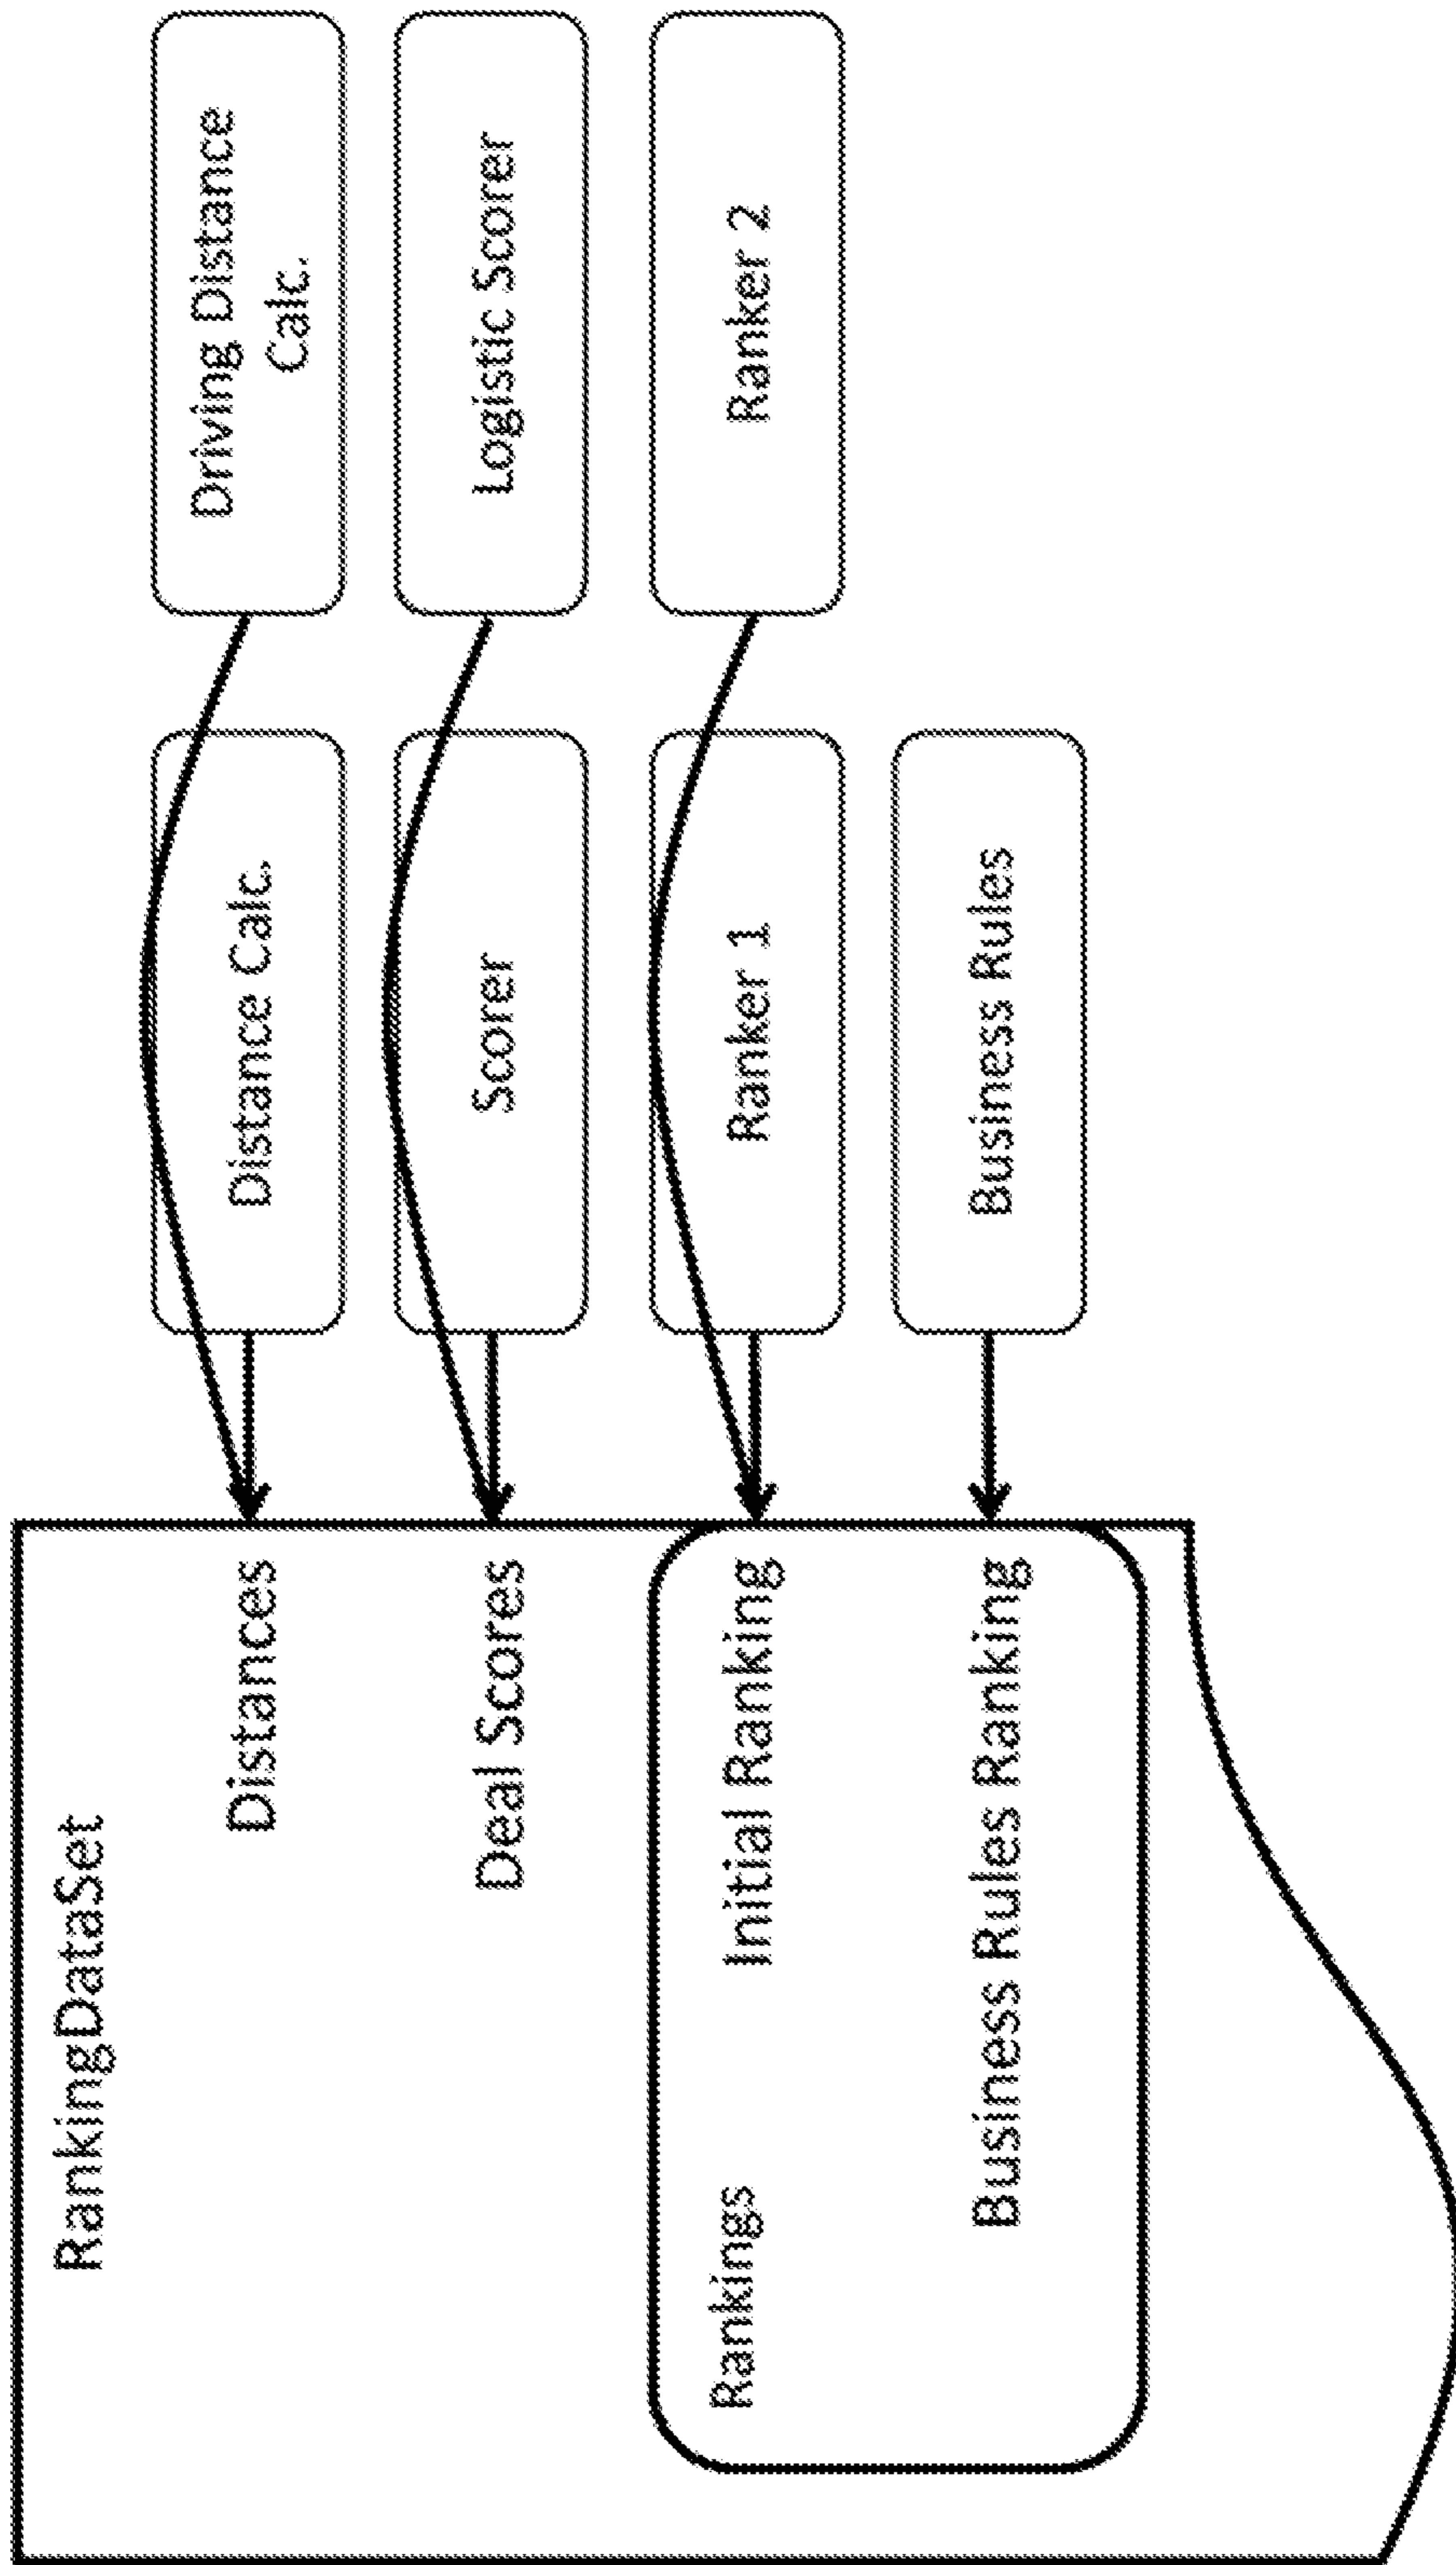 RankingDataSet
Distances
Distance Calc.
Driving Distance
Calc.
Deal Scores
Scorer
Logistic Scorer
Rankings
Initial Ranking
Ranker 1
Ranker 2
Business Rules Ranking
Business Rules